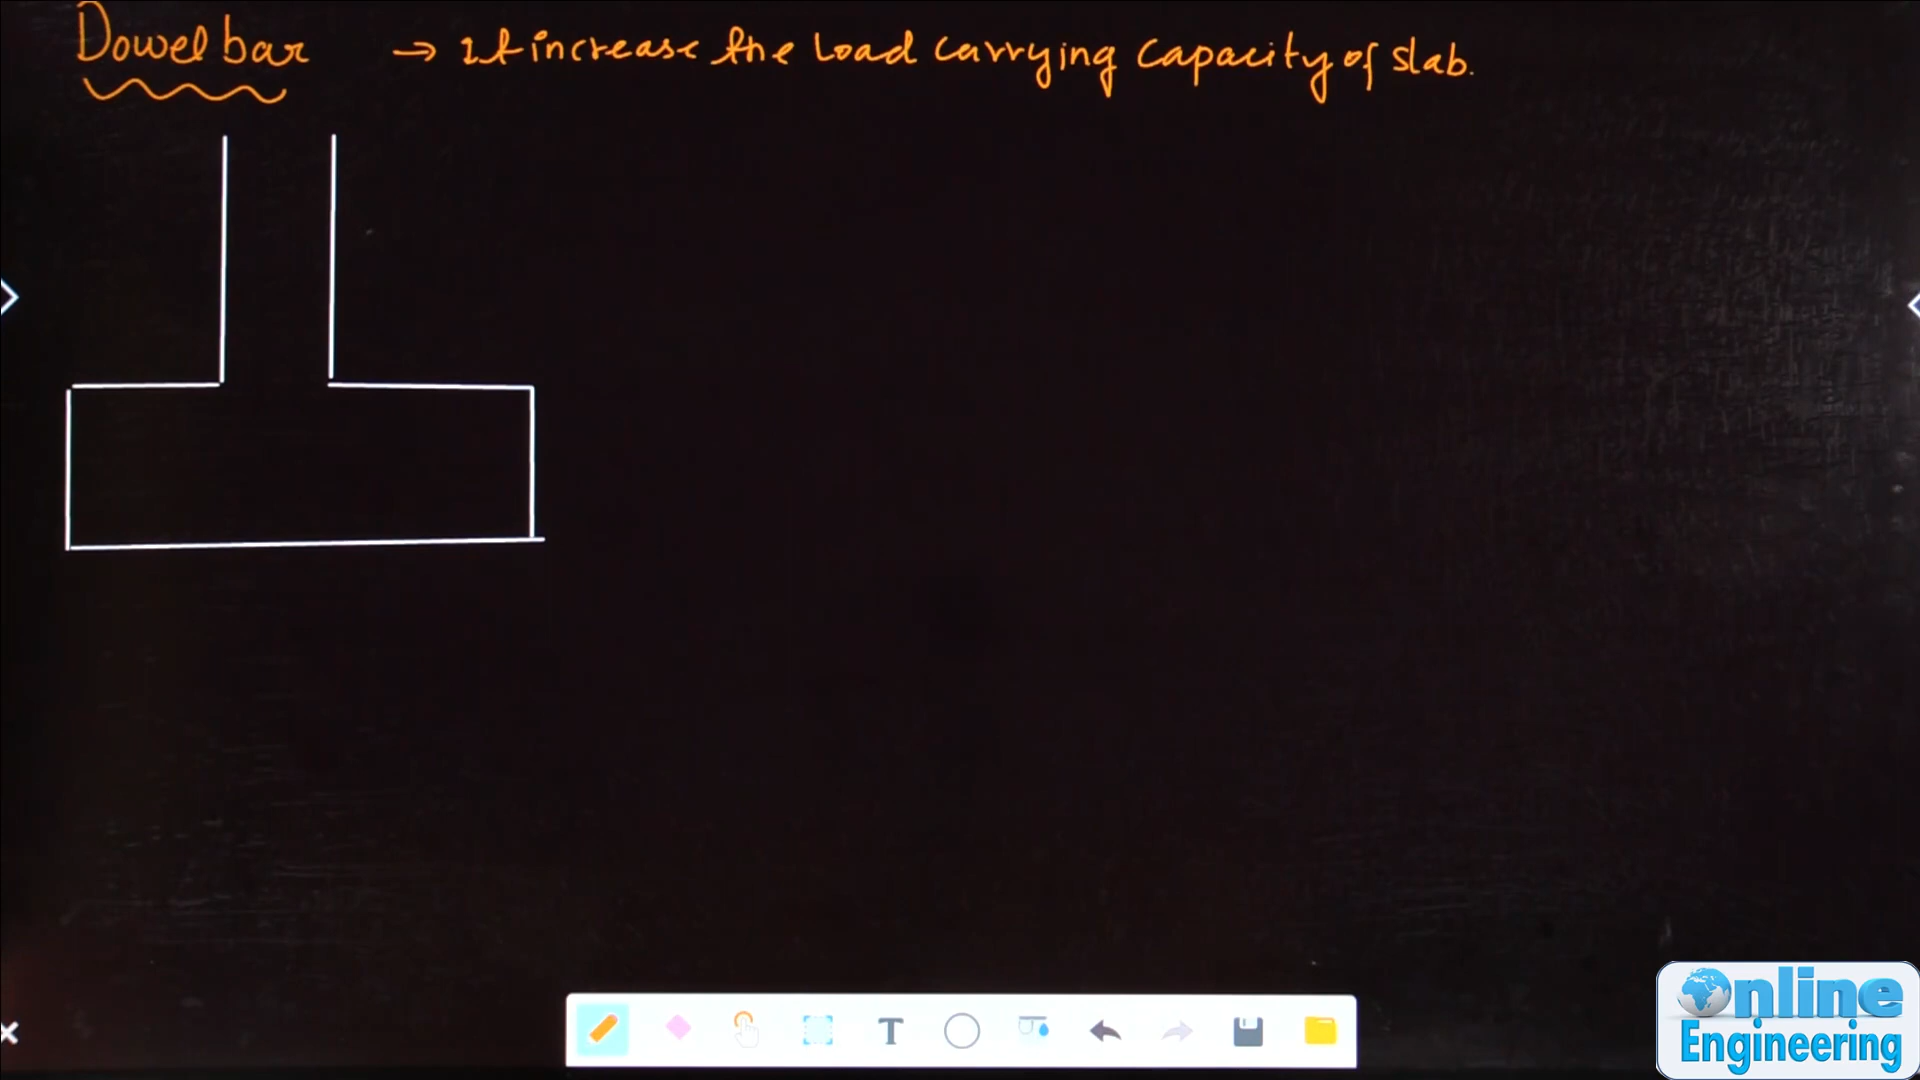 Dowel bar → It increase the Load carrying capacity of slab.
T
Online
Engineering